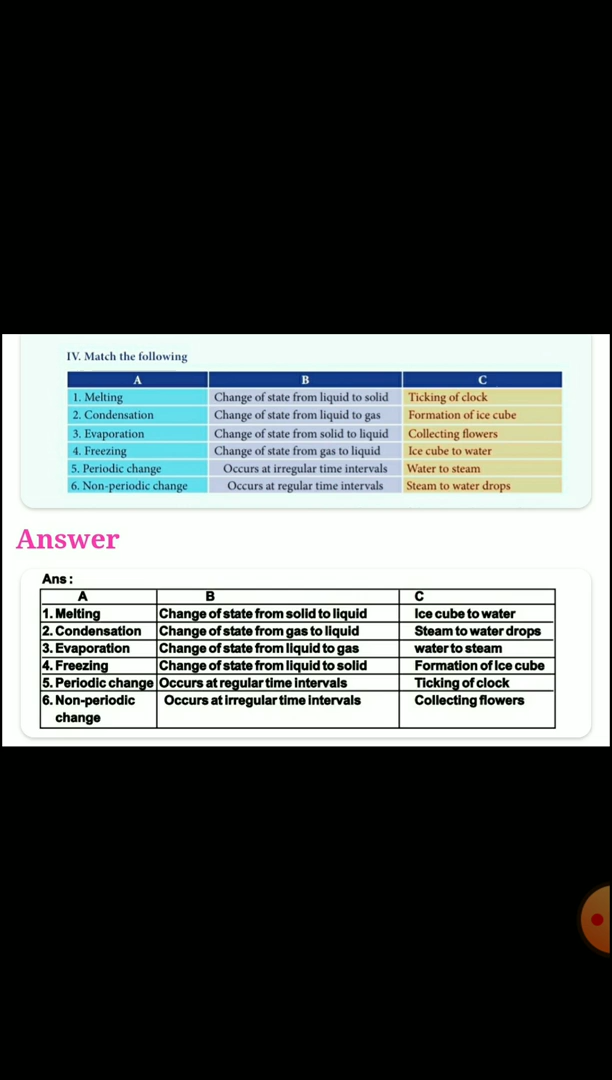 IV. Match the following
A B C
1. Melting Change of state from liquid to solid Ticking of clock
2. Condensation Change of state from liquid to gas Formation of ice cube
3. Evaporation Change of state from solid to liquid Collecting flowers
4. Freezing Change of state from gas to liquid Ice cube to water
5. Periodic change Occurs at irregular time intervals Water to steam
6. Non-periodic change Occurs at regular time intervals Steam to water drops
Answer
Ans :
A B C
1. Melting Change of state from solid to liquid Ice cube to water
2. Condensation Change of state from gas to liquid Steam to water drops
3. Evaporation Change of state from liquid to gas water to steam
4. Freezing Change of state from liquid to solid Formation of Ice cube
5. Periodic change Occurs at regular time intervals Ticking of clock
6. Non-periodic Occurs at irregular time intervals Collecting flowers
change